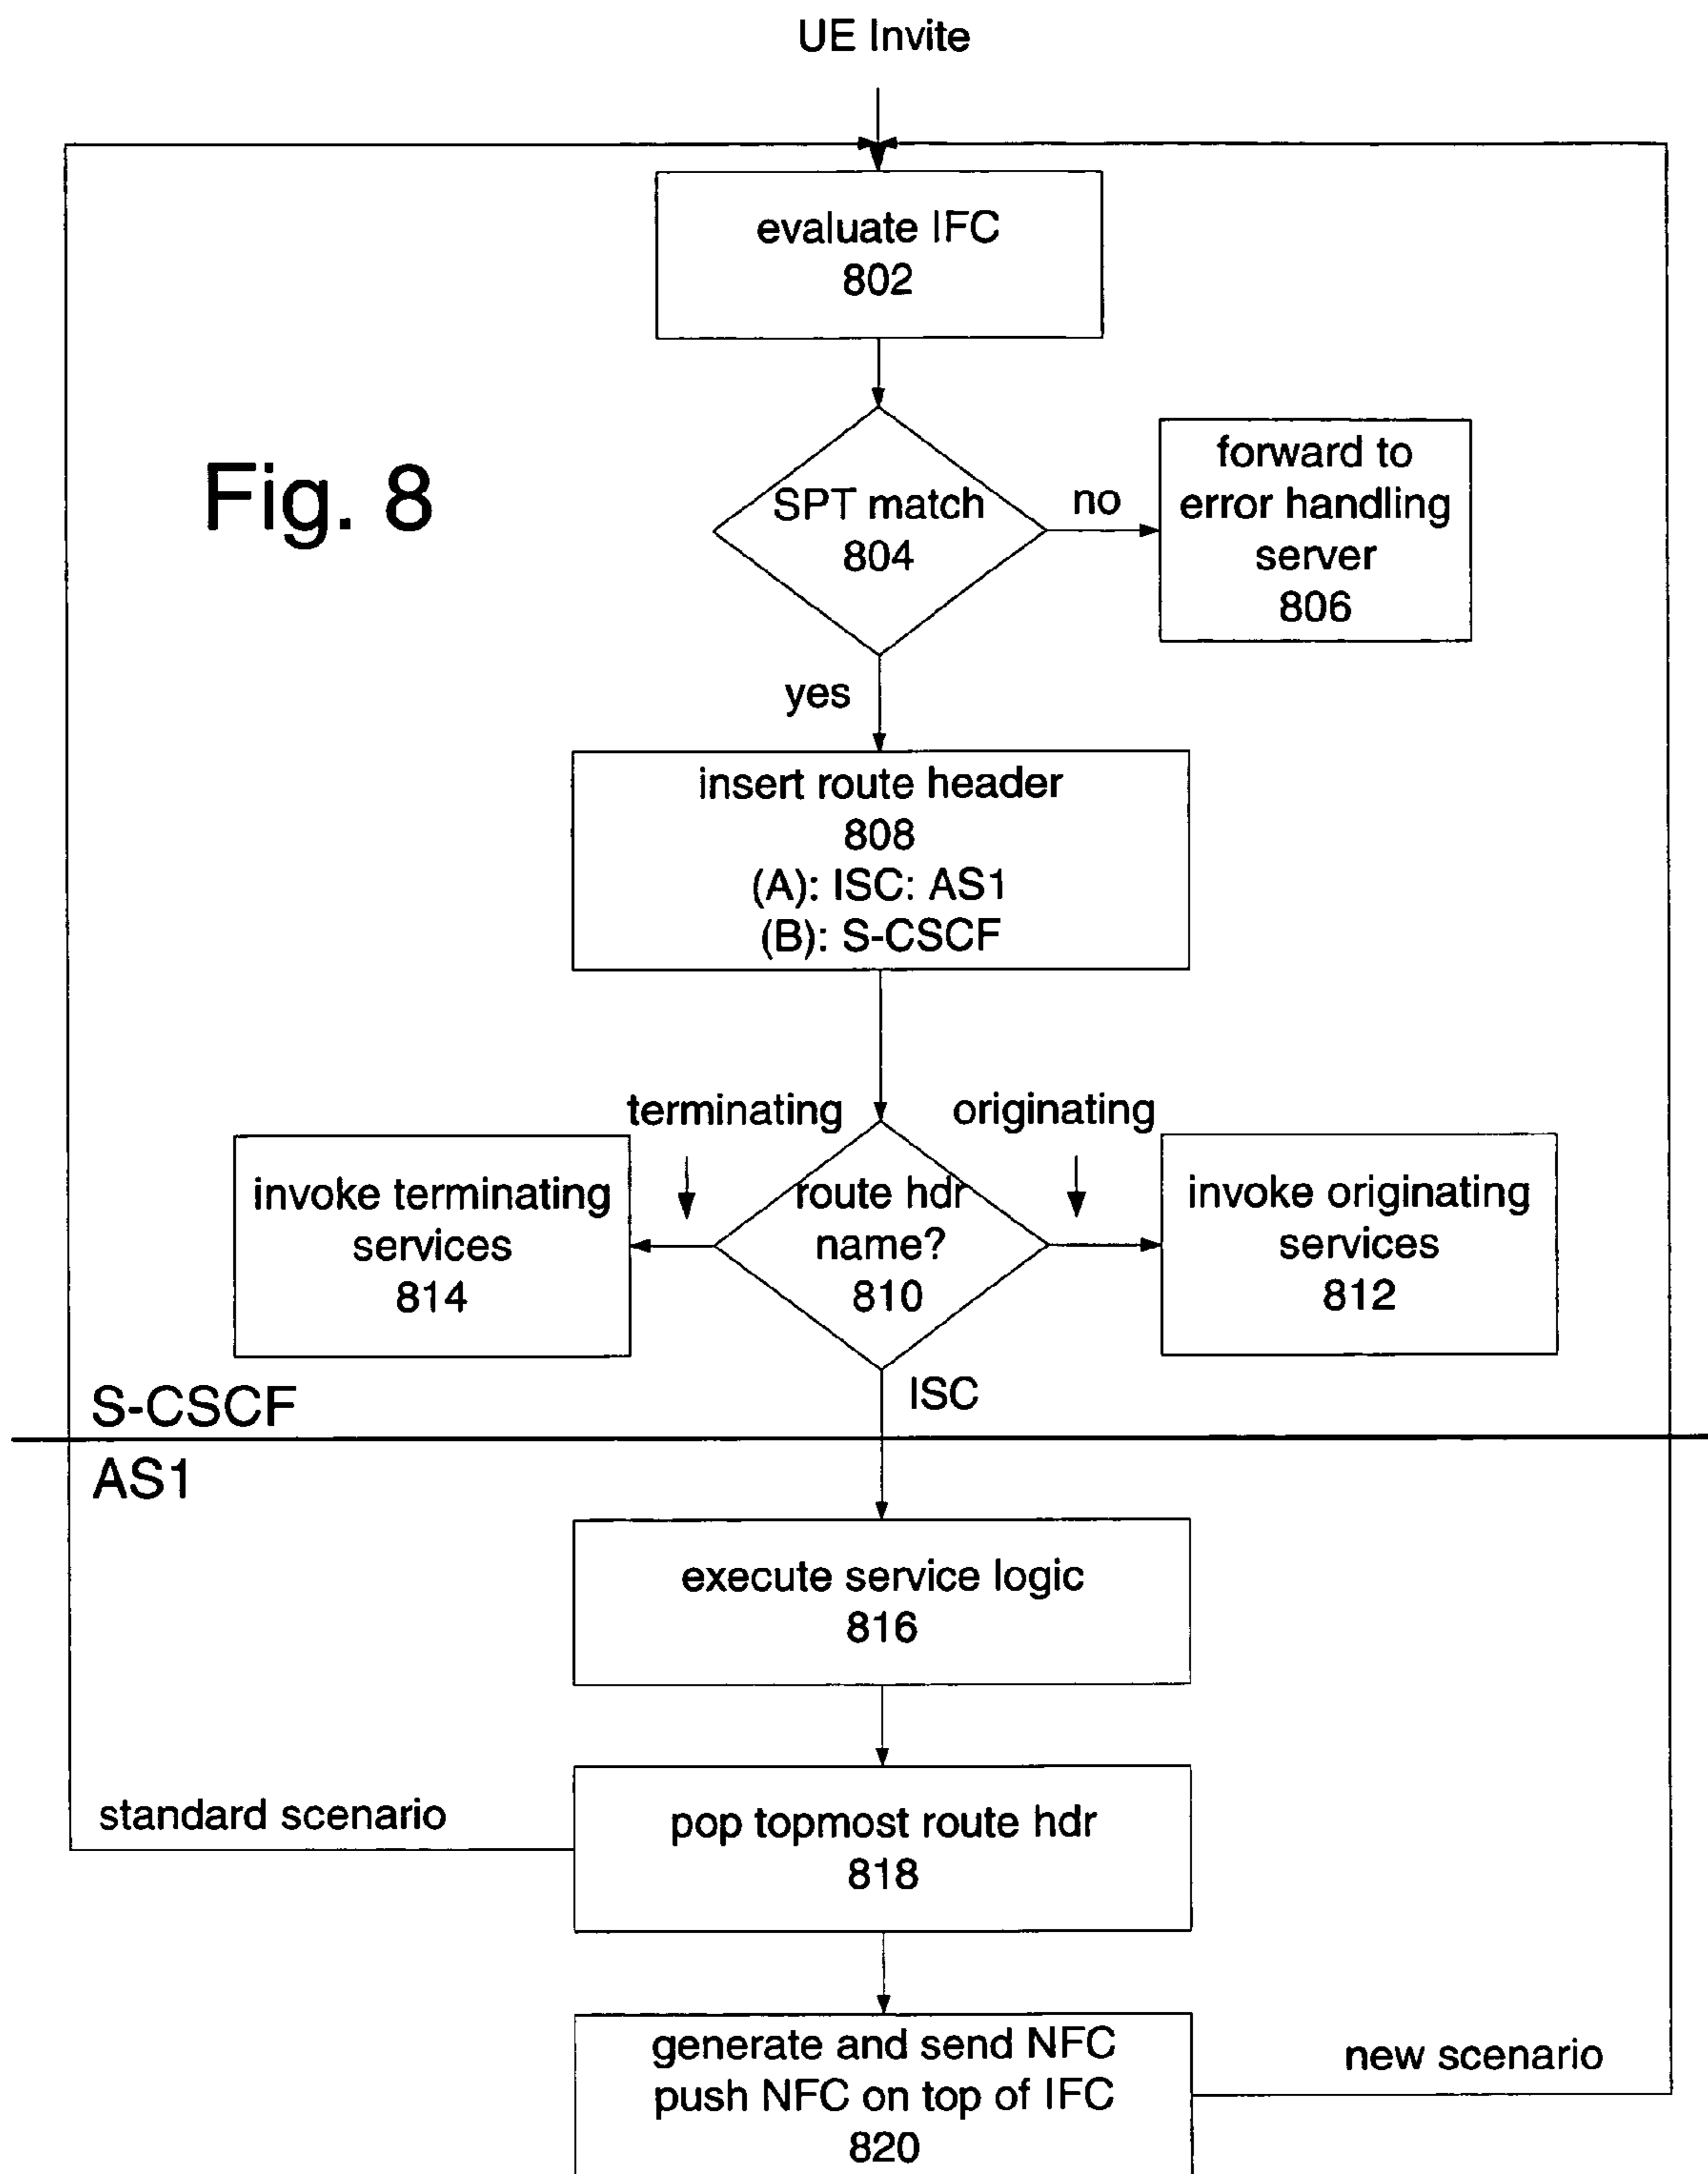 UE Invite
evaluate IFC
802
Fig. 8
SPT match
804
no
forward to
error handling
server
806
yes
insert route header
808
(A): ISC: AS1
(B): S-CSCF
terminating
originating
invoke terminating
services
814
route hdr
name?
810
invoke originating
services
812
ISC
S-CSCF
AS1
execute service logic
816
standard scenario
pop topmost route hdr
818
generate and send NFC
push NFC on top of IFC
820
new scenario